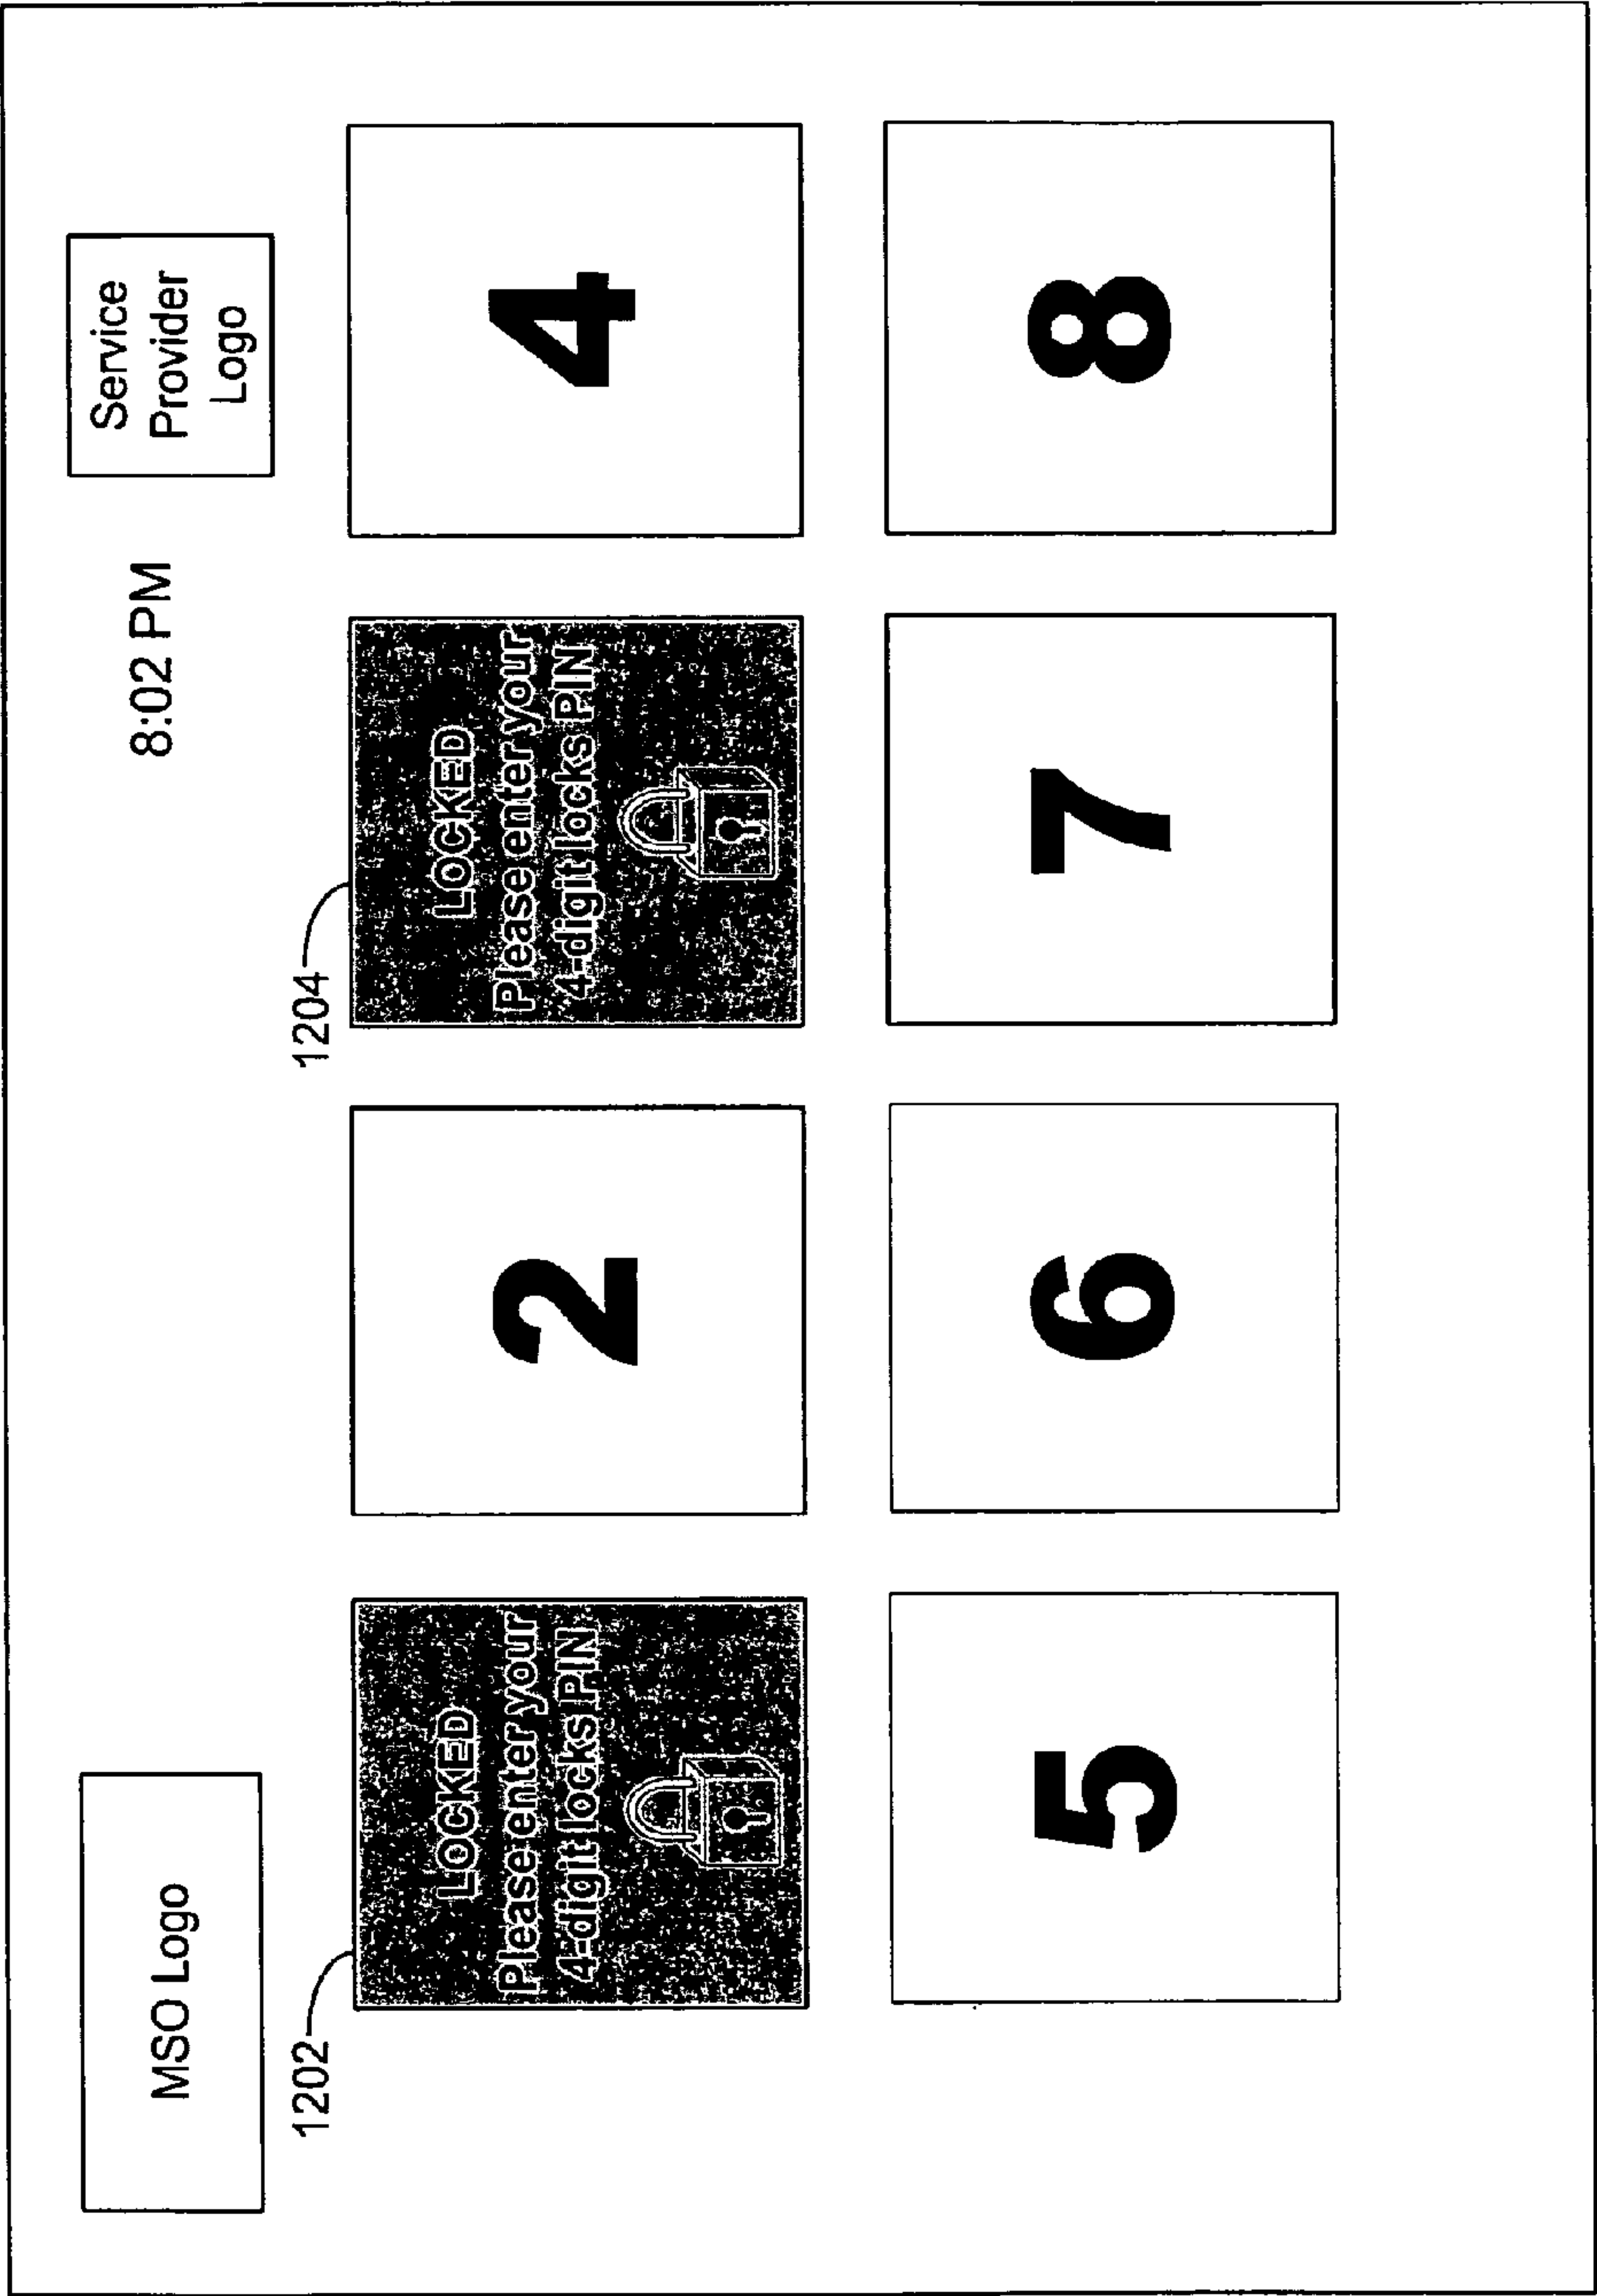 MSO Logo
8:02 PM
Service
Provider
Logo
1202
1204
LOCKED
Please enter your
4-digit locks PIN
2
LOCKED
Please enter your
4-digit locks PIN
4
5
6
7
8